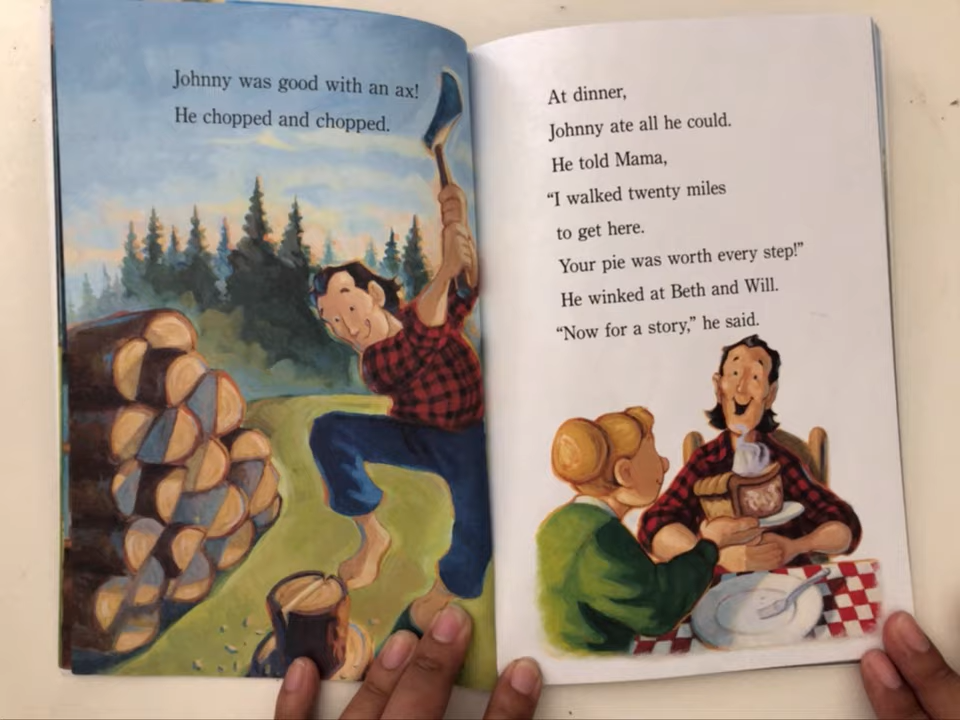 Johnny was good with an ax!
He chopped and chopped.
At dinner,
Johnny ate all he could.
He told Mama,
“I walked twenty miles
to get here.
Your pie was worth every step!”
He winked at Beth and Will.
“Now for a story,” he said.